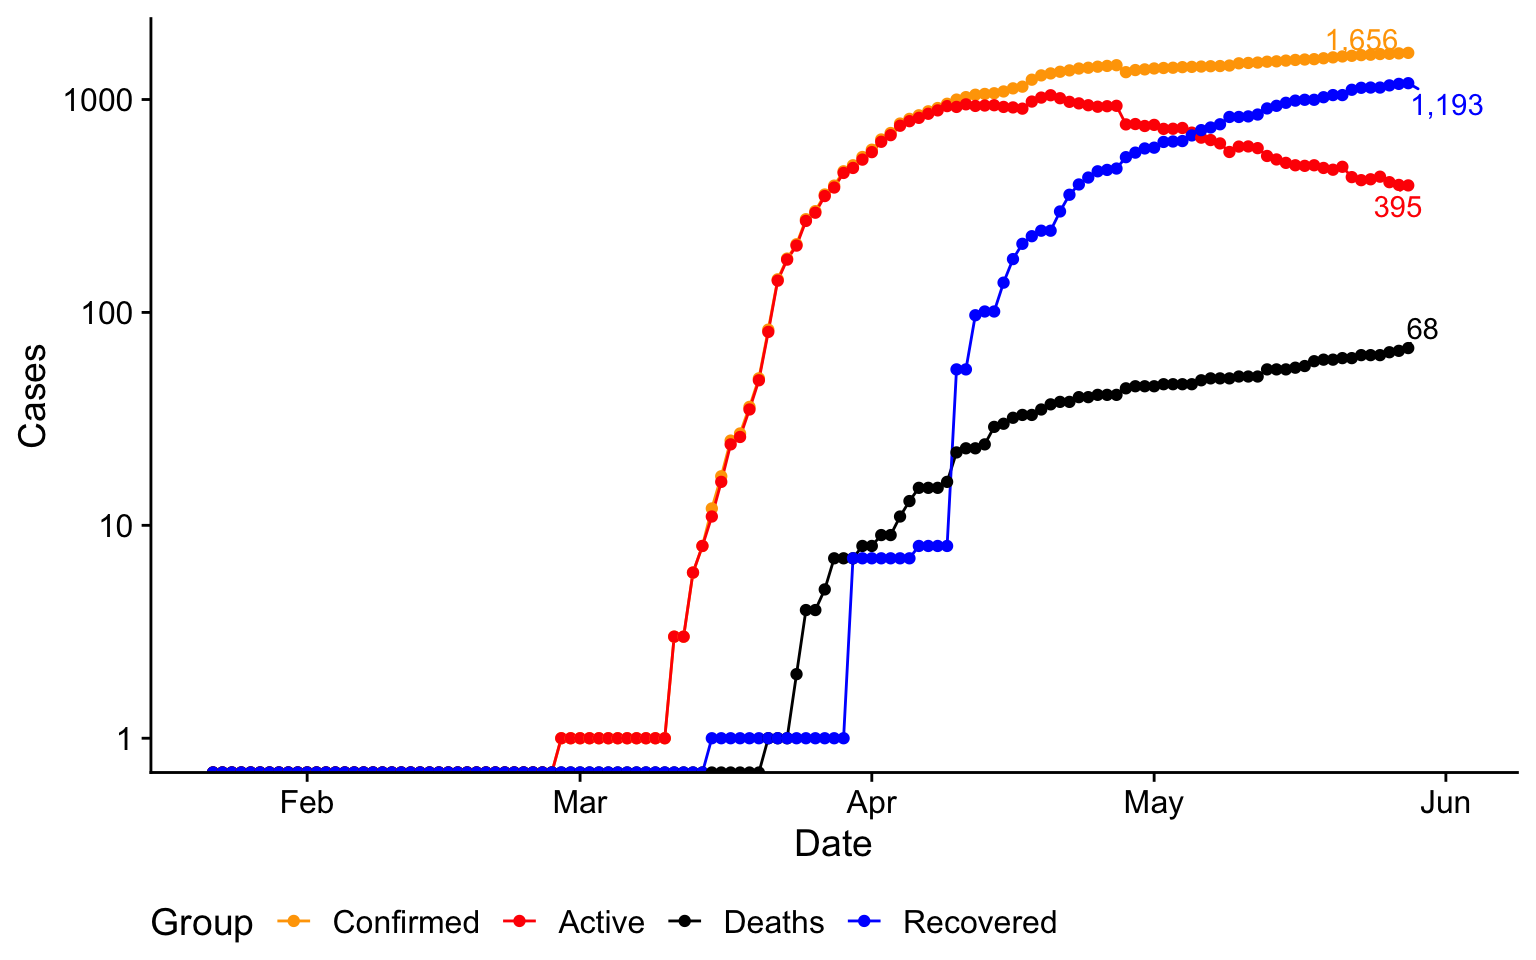 1,656
1000
1,193
395
68
100
Cases
10
1
Feb Mar Apr May Jun
Date
Group Confirmed Active Deaths Recovered